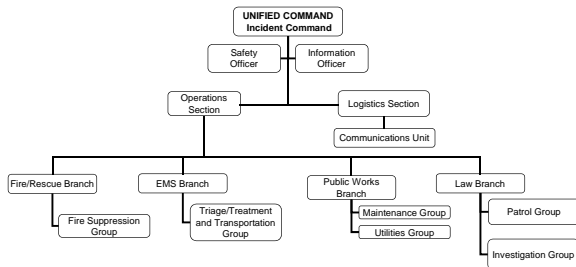 UNIFIED COMMAND
Incident Command
Safety
Officer
Information
Officer
Operations
Section
Logistics Section
Communications Unit
Fire/Rescue Branch
EMS Branch
Public Works
Branch
Law Branch
Fire Suppression
Group
Triage/Treatment
and Transportation
Group
Maintenance Group
Utilities Group
Patrol Group
Investigation Group